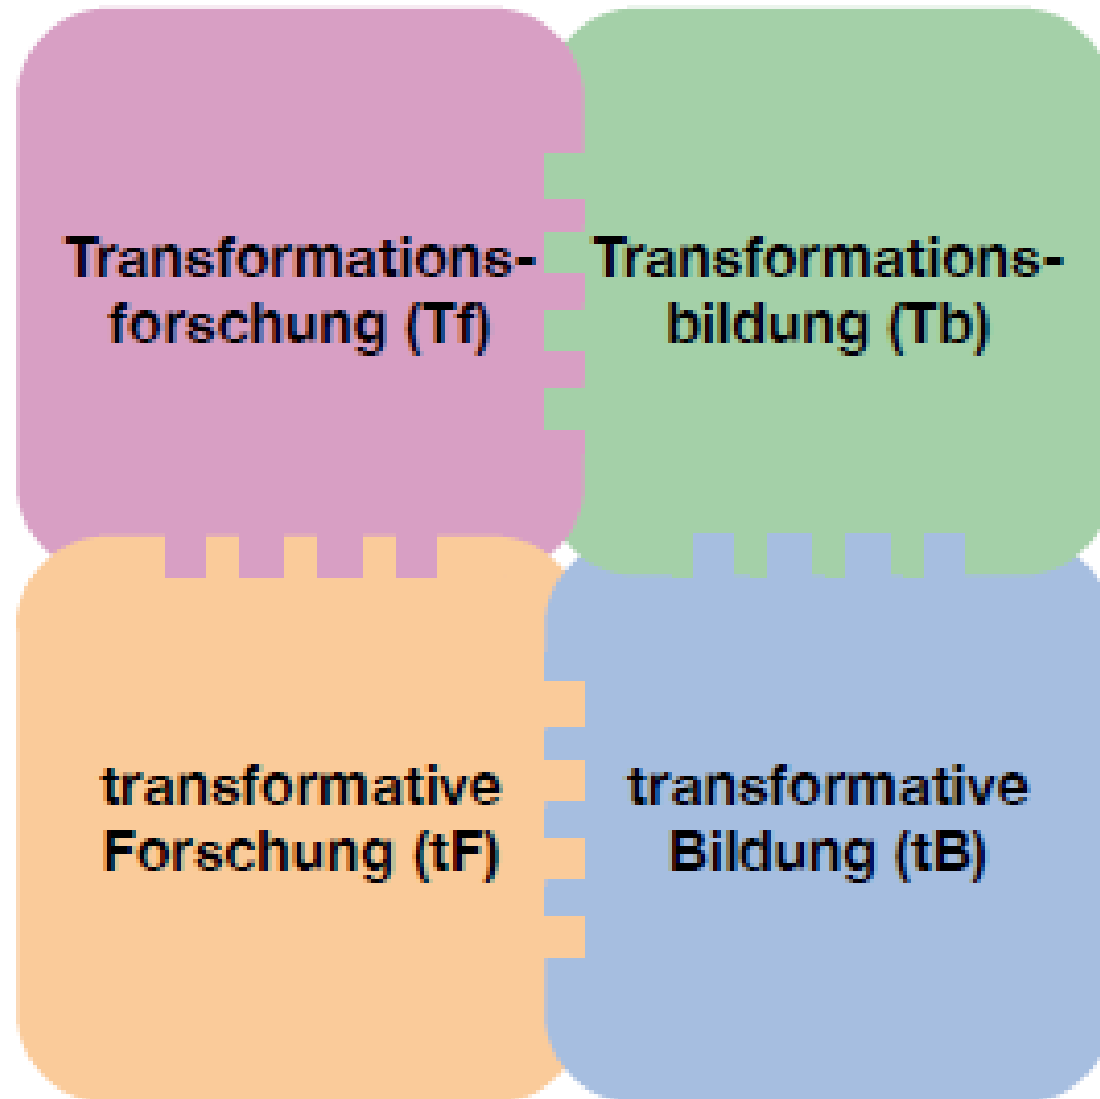 Transformations-
forschung (Tf)
Transformations-
bildung (Tb)
transformative
Forschung (tF)
transformative
Bildung (tB)